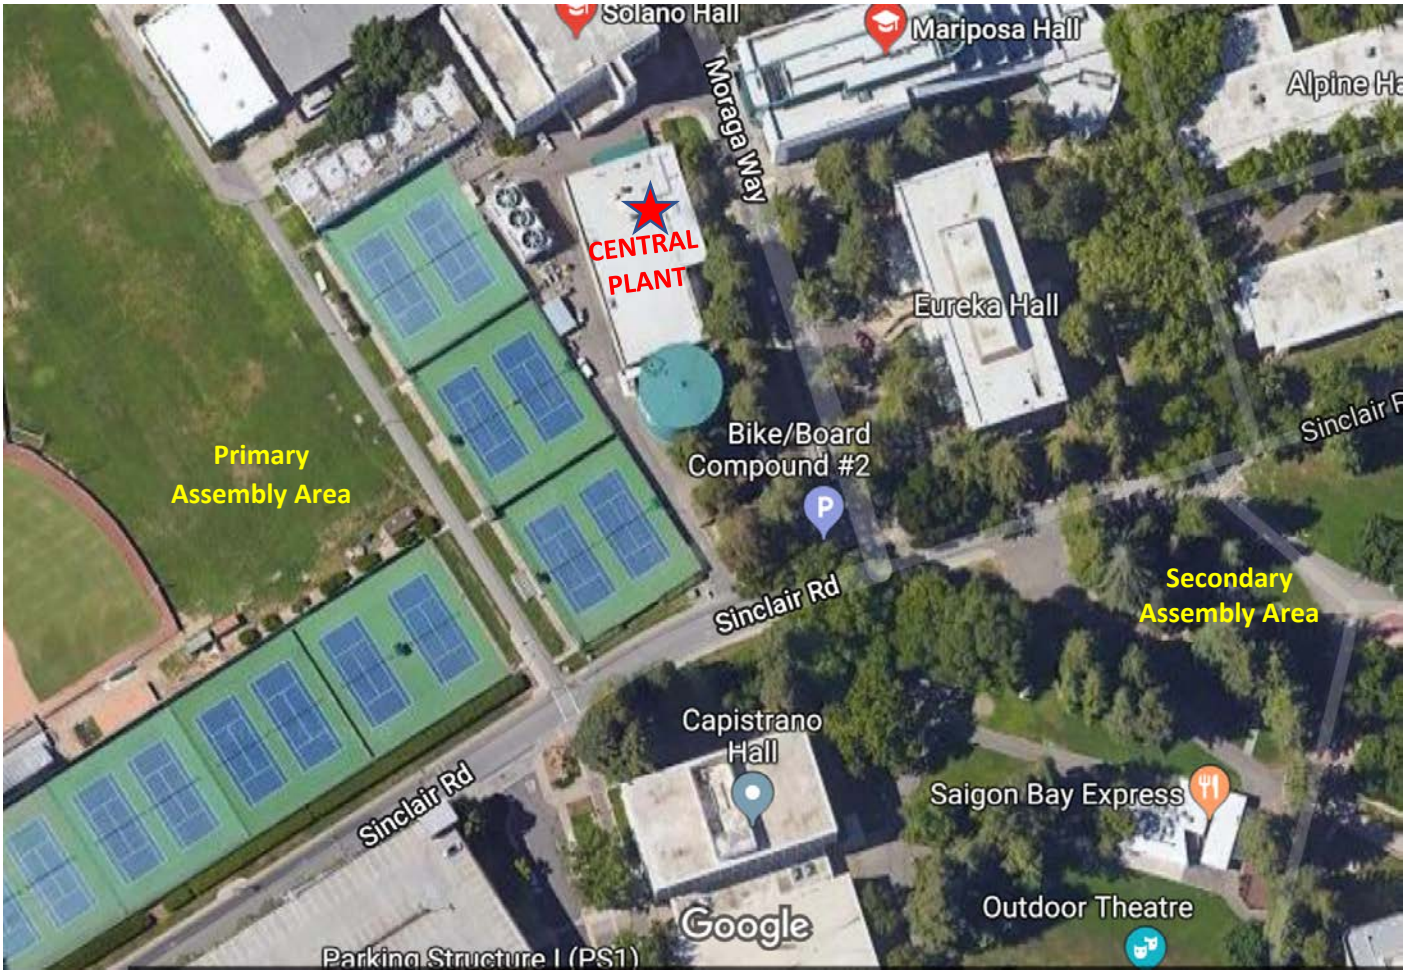 Solano Hall
Mariposa Hall
Moraga Way
Alpine Ha
CENTRAL
PLANT
Eureka Hall
Sinclair R
Bike/Board
Compound #2
P
Primary
Assembly Area
Secondary
Assembly Area
Sinclair Rd
Capistrano
Hall
Saigon Bay Express
Sinclair Rd
Outdoor Theatre
Google
Parking Structure I (PS1)